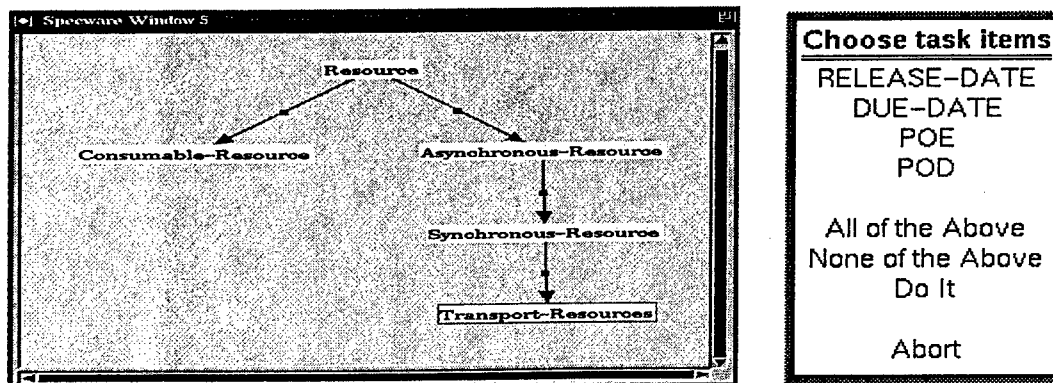 Specware Window 5
Resource
Consumable-Resource
Asynchronous-Resource
Synchronous-Resource
Transport-Resources
Choose task items
RELEASE-DATE
DUE-DATE
POE
POD
All of the Above
None of the Above
Do It
Abort